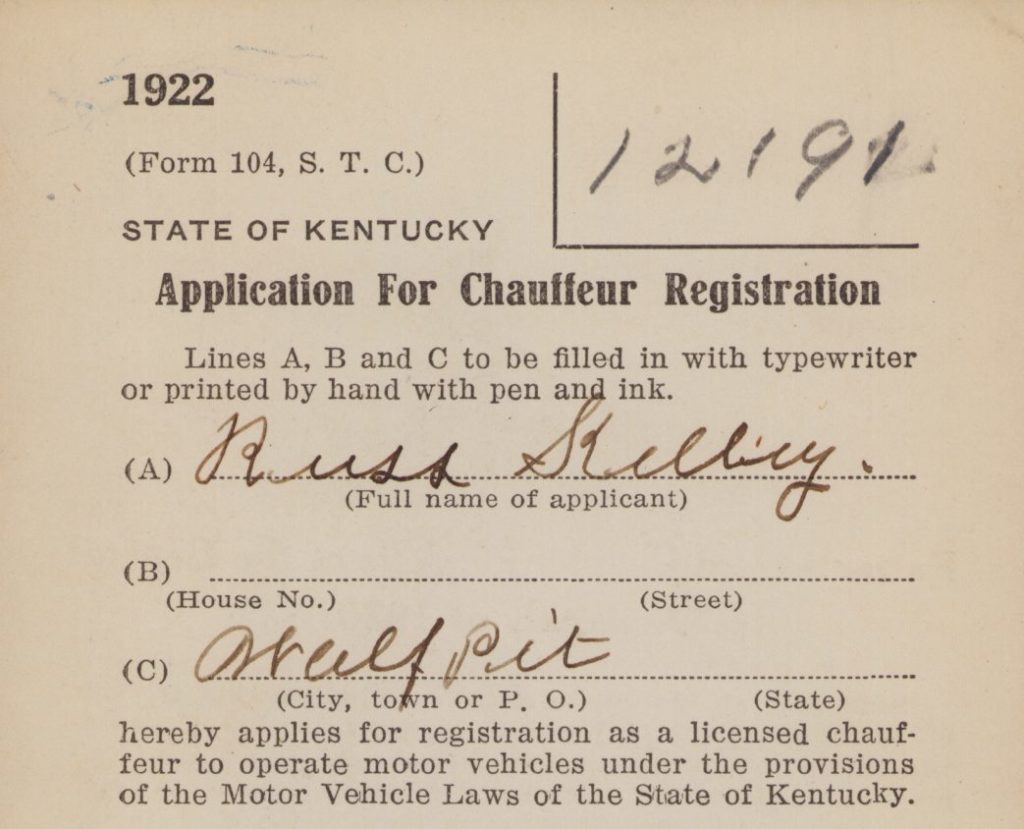 1922
12191
(Form 104, S. T. C.)
STATE OF KENTUCKY
Application For Chauffeur Registration
Lines A, B and C to be filled in with typewriter
or printed by hand with pen and ink.
(A) Russ
(Full name of applicant)
(B)
(House No.) (Street)
(C) Walf Pit
(City, town or P. O.) (State)
hereby applies for registration as a licensed chauf-
feur to operate motor vehicles under the provisions
of the Motor Vehicle Laws of the State of Kentucky.